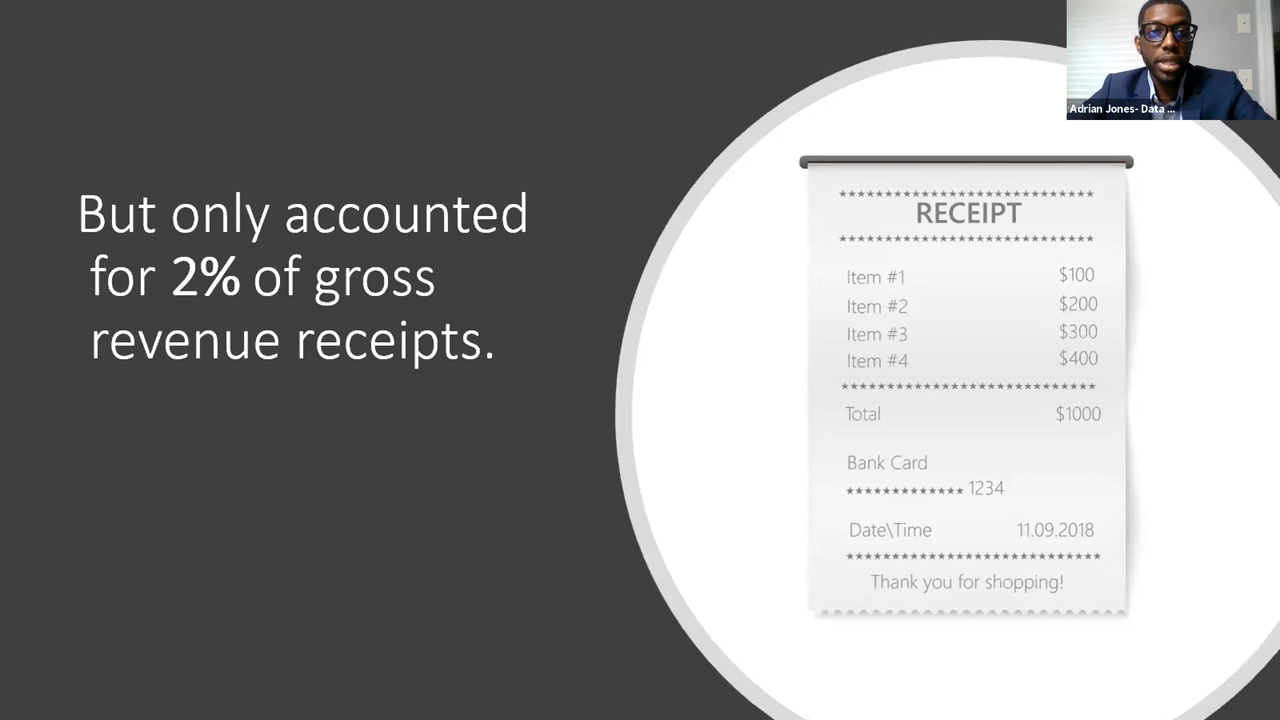 But only accounted
for 2% of gross
revenue receipts.
Adrian Jones- Data ...
****************************
RECEIPT
****************************
Item #1 $100
Item #2 $200
Item #3 $300
Item #4 $400
****************************
Total $1000
Bank Card
************* 1234
Date\Time 11.09.2018
****************************
Thank you for shopping!